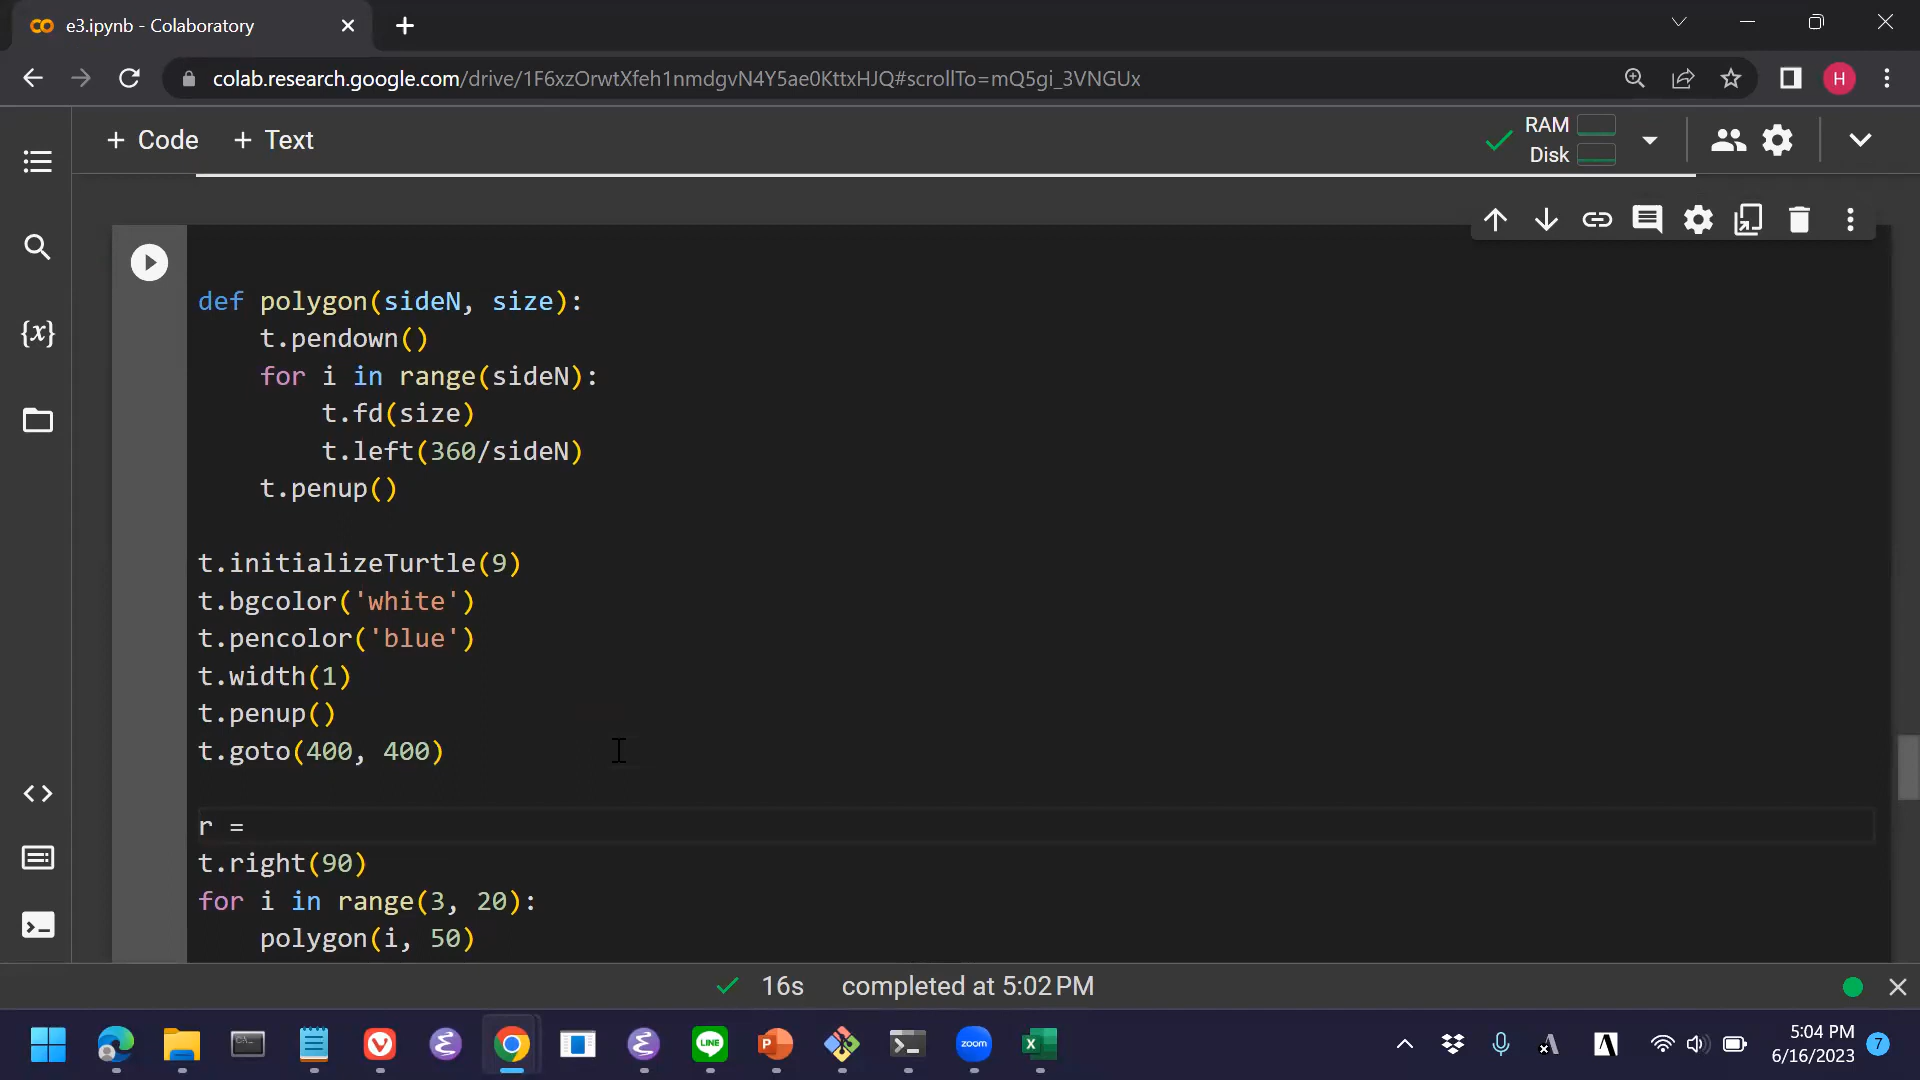 e3.ipynb - Colaboratory
colab.research.google.com/drive/1F6xzOrwtXfeh1nmdgvN4Y5ae0KttxHJQ#scrollTo=mQ5gi_3VNGUx
H
+ Code + Text
RAM
Disk
{x}
def polygon(sideN, size):
    t.pendown()
    for i in range(sideN):
        t.fd(size)
        t.left(360/sideN)
    t.penup()
t.initializeTurtle(9)
t.bgcolor('white')
t.pencolor('blue')
t.width(1)
t.penup()
t.goto(400, 400)
r =
t.right(90)
for i in range(3, 20):
    polygon(i, 50)
16s completed at 5:02 PM
LINE
zoom
5:04 PM
6/16/2023
7